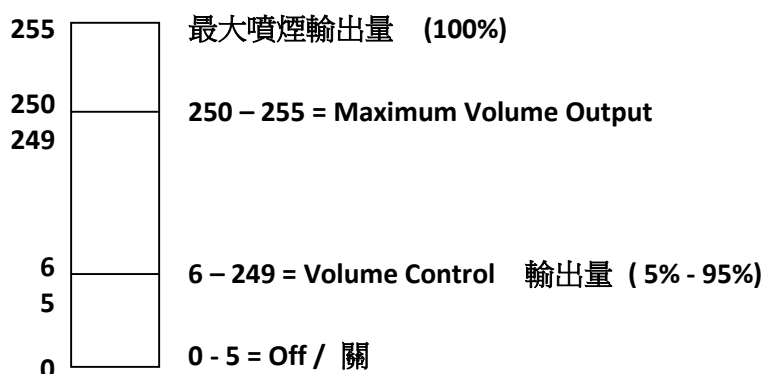 255 最大噴煙輸出量 (100%)
250 250 – 255 = Maximum Volume Output
249
6 6 – 249 = Volume Control 輸出量 ( 5% - 95%)
5
0 0 - 5 = Off / 關